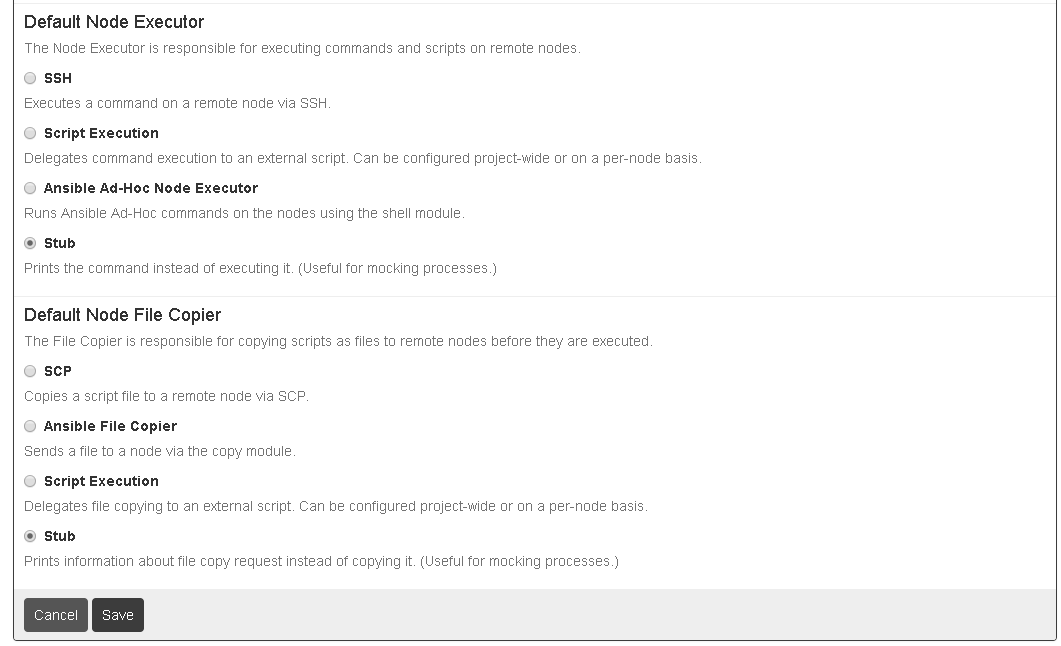 Default Node Executor
The Node Executor is responsible for executing commands and scripts on remote nodes.
SSH
Executes a command on a remote node via SSH.
Script Execution
Delegates command execution to an external script. Can be configured project-wide or on a per-node basis.
Ansible Ad-Hoc Node Executor
Runs Ansible Ad-Hoc commands on the nodes using the shell module.
Stub
Prints the command instead of executing it. (Useful for mocking processes.)
Default Node File Copier
The File Copier is responsible for copying scripts as files to remote nodes before they are executed.
SCP
Copies a script file to a remote node via SCP.
Ansible File Copier
Sends a file to a node via the copy module.
Script Execution
Delegates file copying to an external script. Can be configured project-wide or on a per-node basis.
Stub
Prints information about file copy request instead of copying it. (Useful for mocking processes.)
Cancel Save